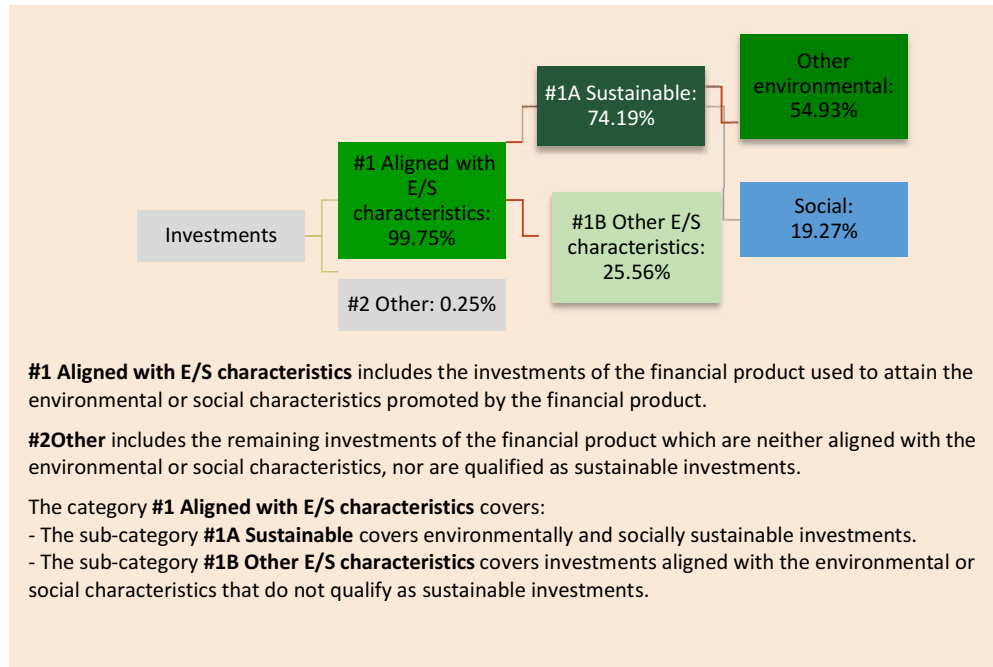 Investments
#1 Aligned with
E/S
characteristics:
99.75%
#2 Other: 0.25%
#1A Sustainable:
74.19%
#1B Other E/S
characteristics:
25.56%
Other
environmental:
54.93%
Social:
19.27%
#1 Aligned with E/S characteristics includes the investments of the financial product used to attain the
environmental or social characteristics promoted by the financial product.
#2Other includes the remaining investments of the financial product which are neither aligned with the
environmental or social characteristics, nor are qualified as sustainable investments.
The category #1 Aligned with E/S characteristics covers:
- The sub-category #1A Sustainable covers environmentally and socially sustainable investments.
- The sub-category #1B Other E/S characteristics covers investments aligned with the environmental or
social characteristics that do not qualify as sustainable investments.